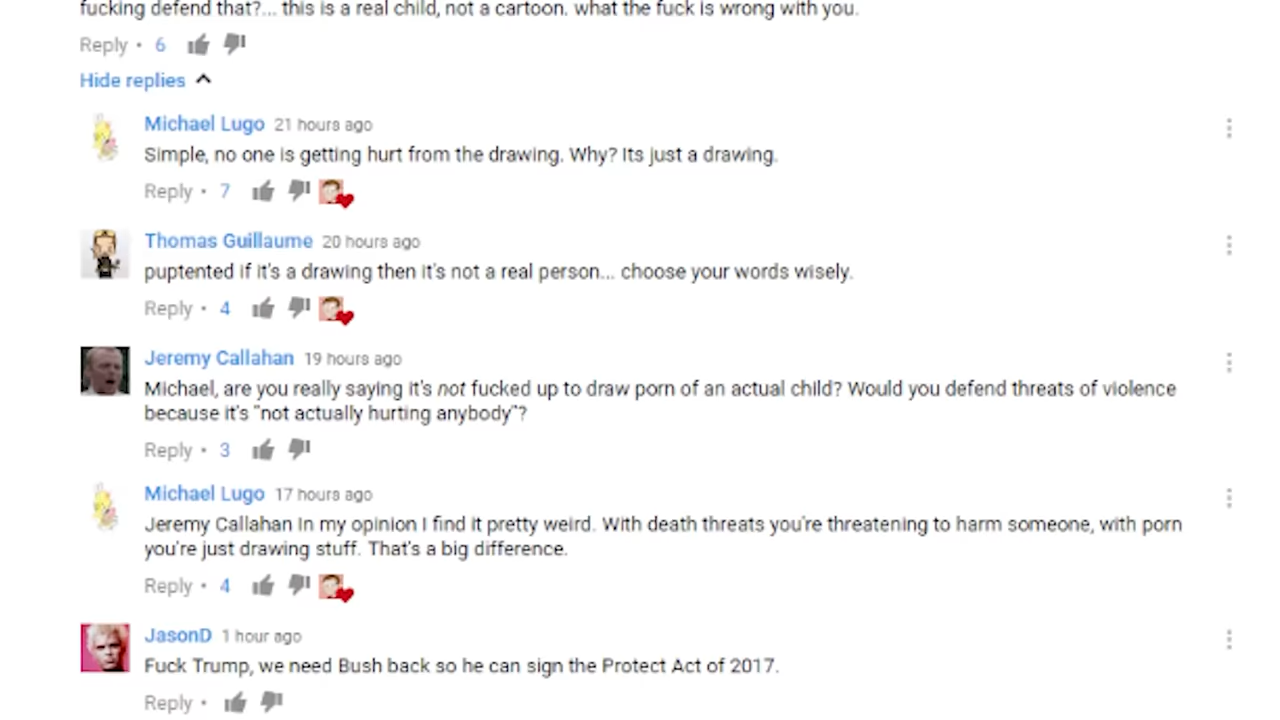 fucking defend that?... this is a real child, not a cartoon. what the fuck is wrong with you.
Reply • 6
Hide replies
Michael Lugo 21 hours ago
Simple, no one is getting hurt from the drawing. Why? Its just a drawing.
Reply • 7
Thomas Guillaume 20 hours ago
puptented if it's a drawing then it's not a real person... choose your words wisely.
Reply • 4
Jeremy Callahan 19 hours ago
Michael, are you really saying it's not fucked up to draw porn of an actual child? Would you defend threats of violence
because it's "not actually hurting anybody"?
Reply • 3
Michael Lugo 17 hours ago
Jeremy Callahan In my opinion I find it pretty weird. With death threats you're threatening to harm someone, with porn
you're just drawing stuff. That's a big difference.
Reply • 4
JasonD 1 hour ago
Fuck Trump, we need Bush back so he can sign the Protect Act of 2017.
Reply •